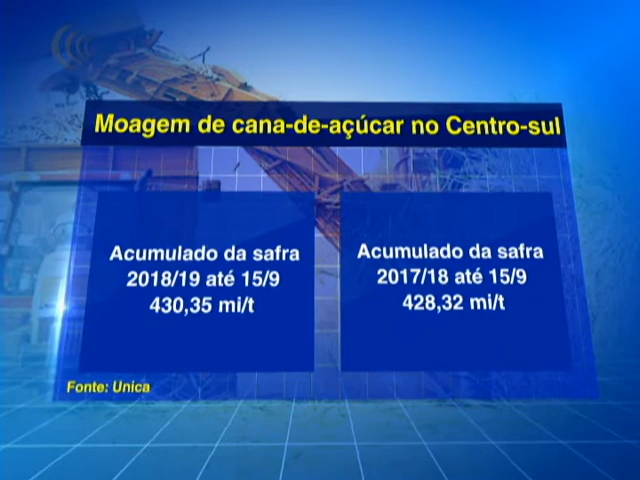 Moagem de cana-de-açúcar no Centro-sul
Acumulado da safra
2018/19 até 15/9
430,35 mi/t
Acumulado da safra
2017/18 até 15/9
428,32 mi/t
Fonte: Unica